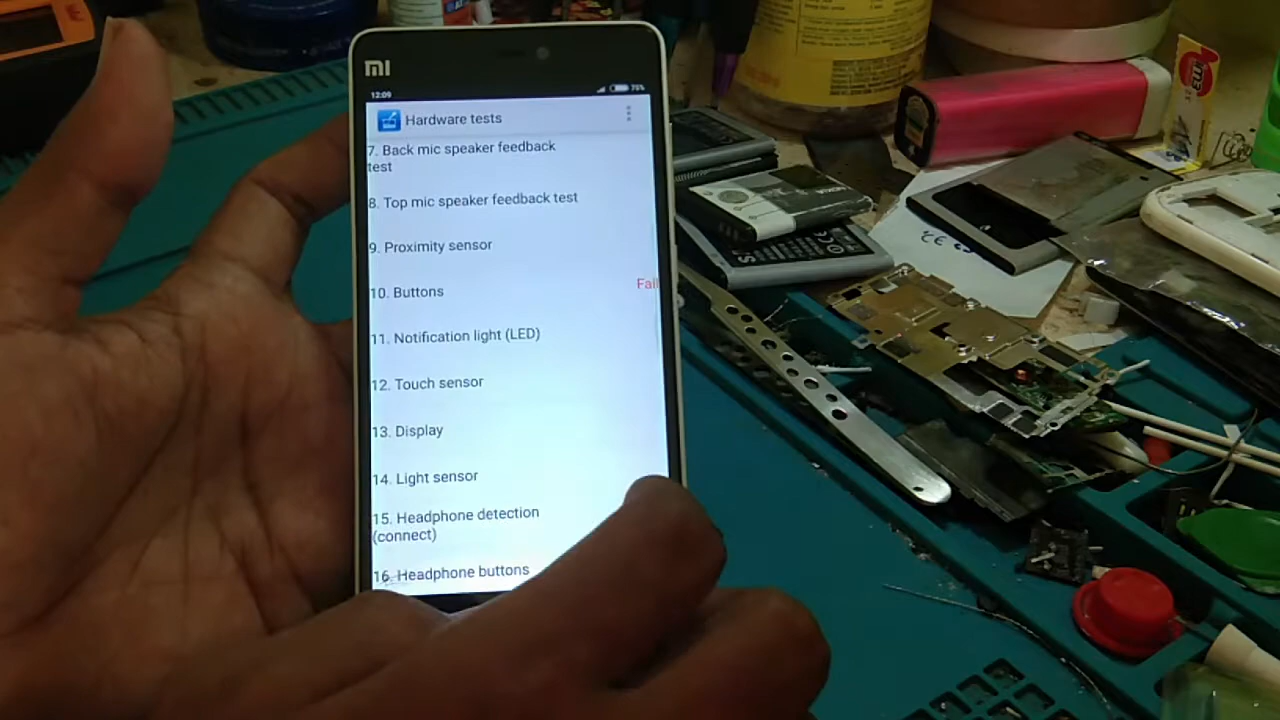 mi
12:09
75%
Hardware tests
7. Back mic speaker feedback
test
8. Top mic speaker feedback test
9. Proximity sensor
10. Buttons
Fail
11. Notification light (LED)
12. Touch sensor
13. Display
14. Light sensor
15. Headphone detection
(connect)
16. Headphone buttons